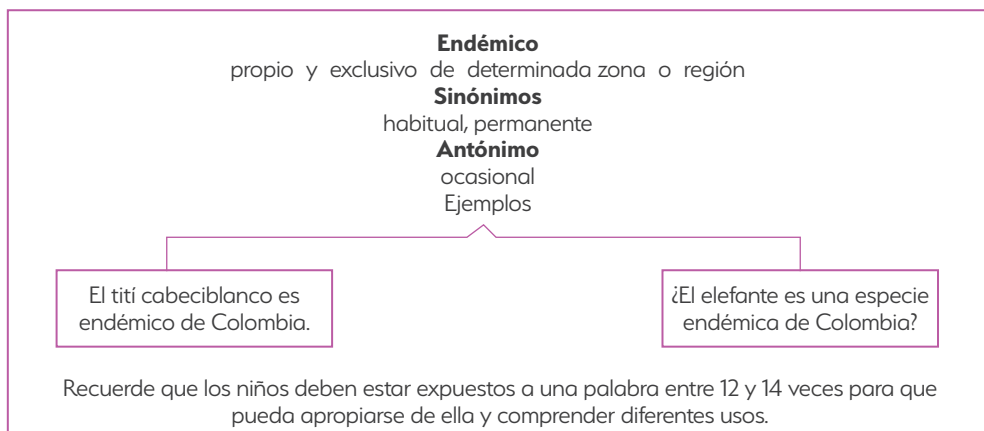 Endémico
propio y exclusivo de determinada zona o región
Sinónimos
habitual, permanente
Antónimo
ocasional
Ejemplos
El tití cabeciblanco es
endémico de Colombia.
¿El elefante es una especie
endémica de Colombia?
Recuerde que los niños deben estar expuestos a una palabra entre 12 y 14 veces para que
pueda apropiarse de ella y comprender diferentes usos.